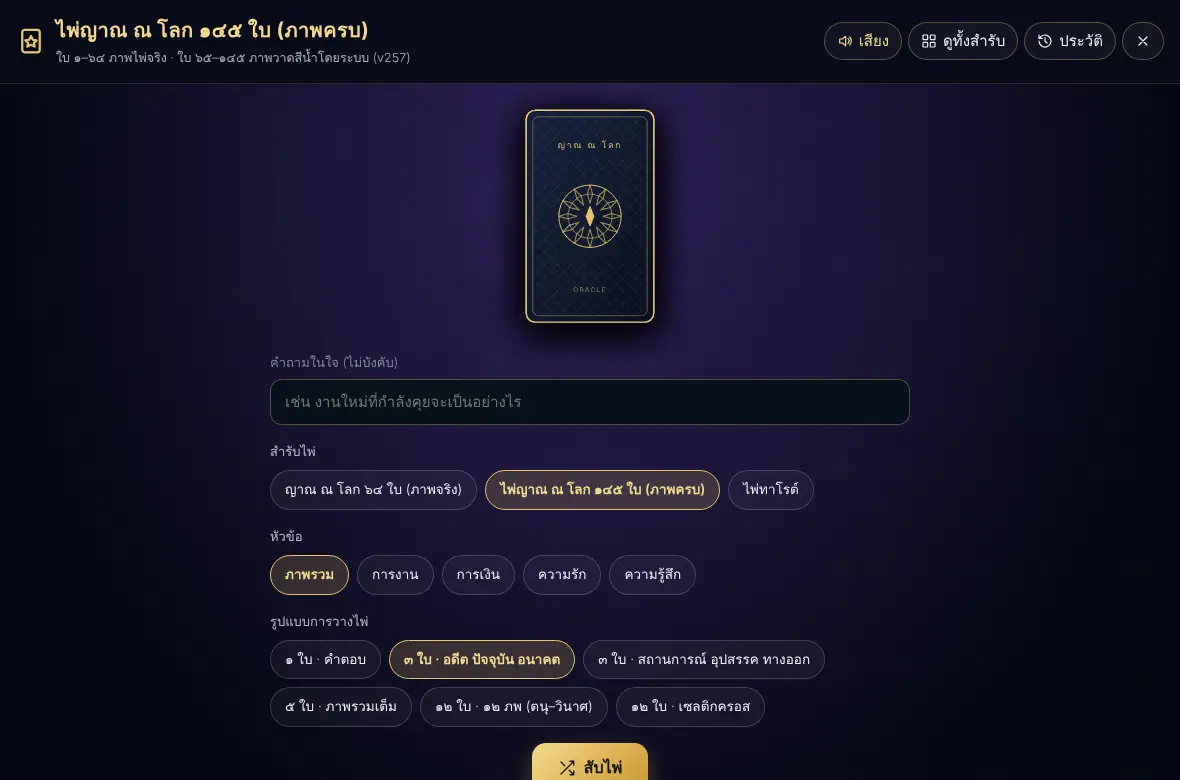 ไพ่ญาณ ณ โลก ๑๔๕ ใบ (ภาพครบ)
ใบ ๑–๖๔ ภาพไพ่จริง · ใบ ๖๕–๑๔๕ ภาพวาดสีน้ำโดยระบบ (v257)
เสียง
ดูทั้งสำรับ
ประวัติ
ญาณ ณ โลก
ORACLE
คำถามในใจ (ไม่บังคับ)
เช่น งานใหม่ที่กำลังคุยจะเป็นอย่างไร
สำรับไพ่
ญาณ ณ โลก ๖๔ ใบ (ภาพจริง)
ไพ่ญาณ ณ โลก ๑๔๕ ใบ (ภาพครบ)
ไพ่ทาโรต์
หัวข้อ
ภาพรวม
การงาน
การเงิน
ความรัก
ความรู้สึก
รูปแบบการวางไพ่
๑ ใบ · คำตอบ
๓ ใบ · อดีต ปัจจุบัน อนาคต
๓ ใบ · สถานการณ์ อุปสรรค ทางออก
๕ ใบ · ภาพรวมเต็ม
๑๒ ใบ · ๑๒ ภพ (ตนุ–วินาศ)
๑๒ ใบ · เซลติกครอส
สับไพ่